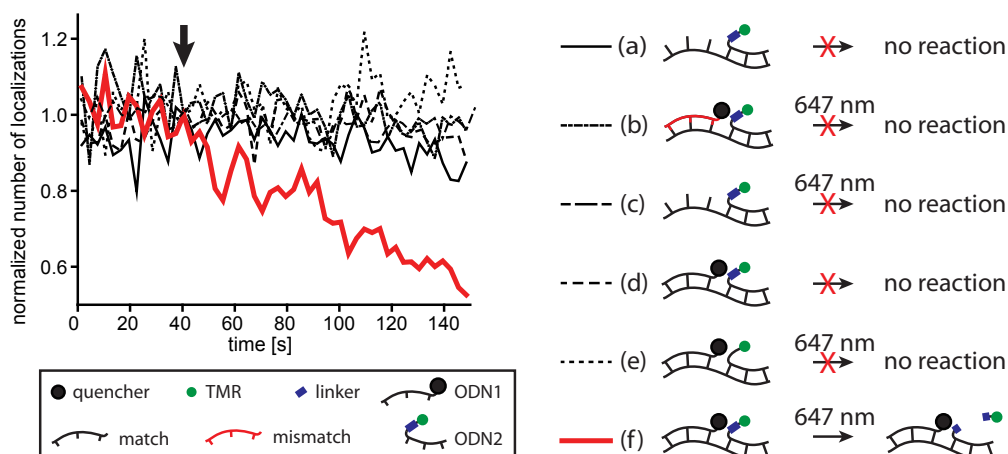 normalized number of localizations
1.2
1.0
0.8
0.6
0 20 40 60 80 100 120 140
time [s]
quencher TMR linker ODN1
match mismatch ODN2
(a) X no reaction
(b) 647 nm X no reaction
(c) 647 nm X no reaction
(d) X no reaction
(e) 647 nm X no reaction
(f) 647 nm